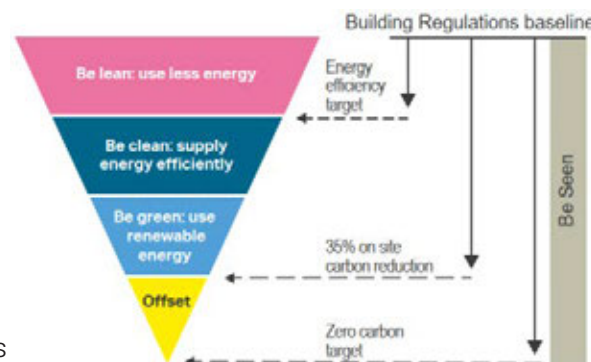 Building Regulations baseline
Be lean: use less energy
Energy
efficiency
target
Be clean: supply
energy efficiently
Be green: use
renewable
energy
35% on site
carbon reduction
Offset
Zero carbon
target
Be Seen
s